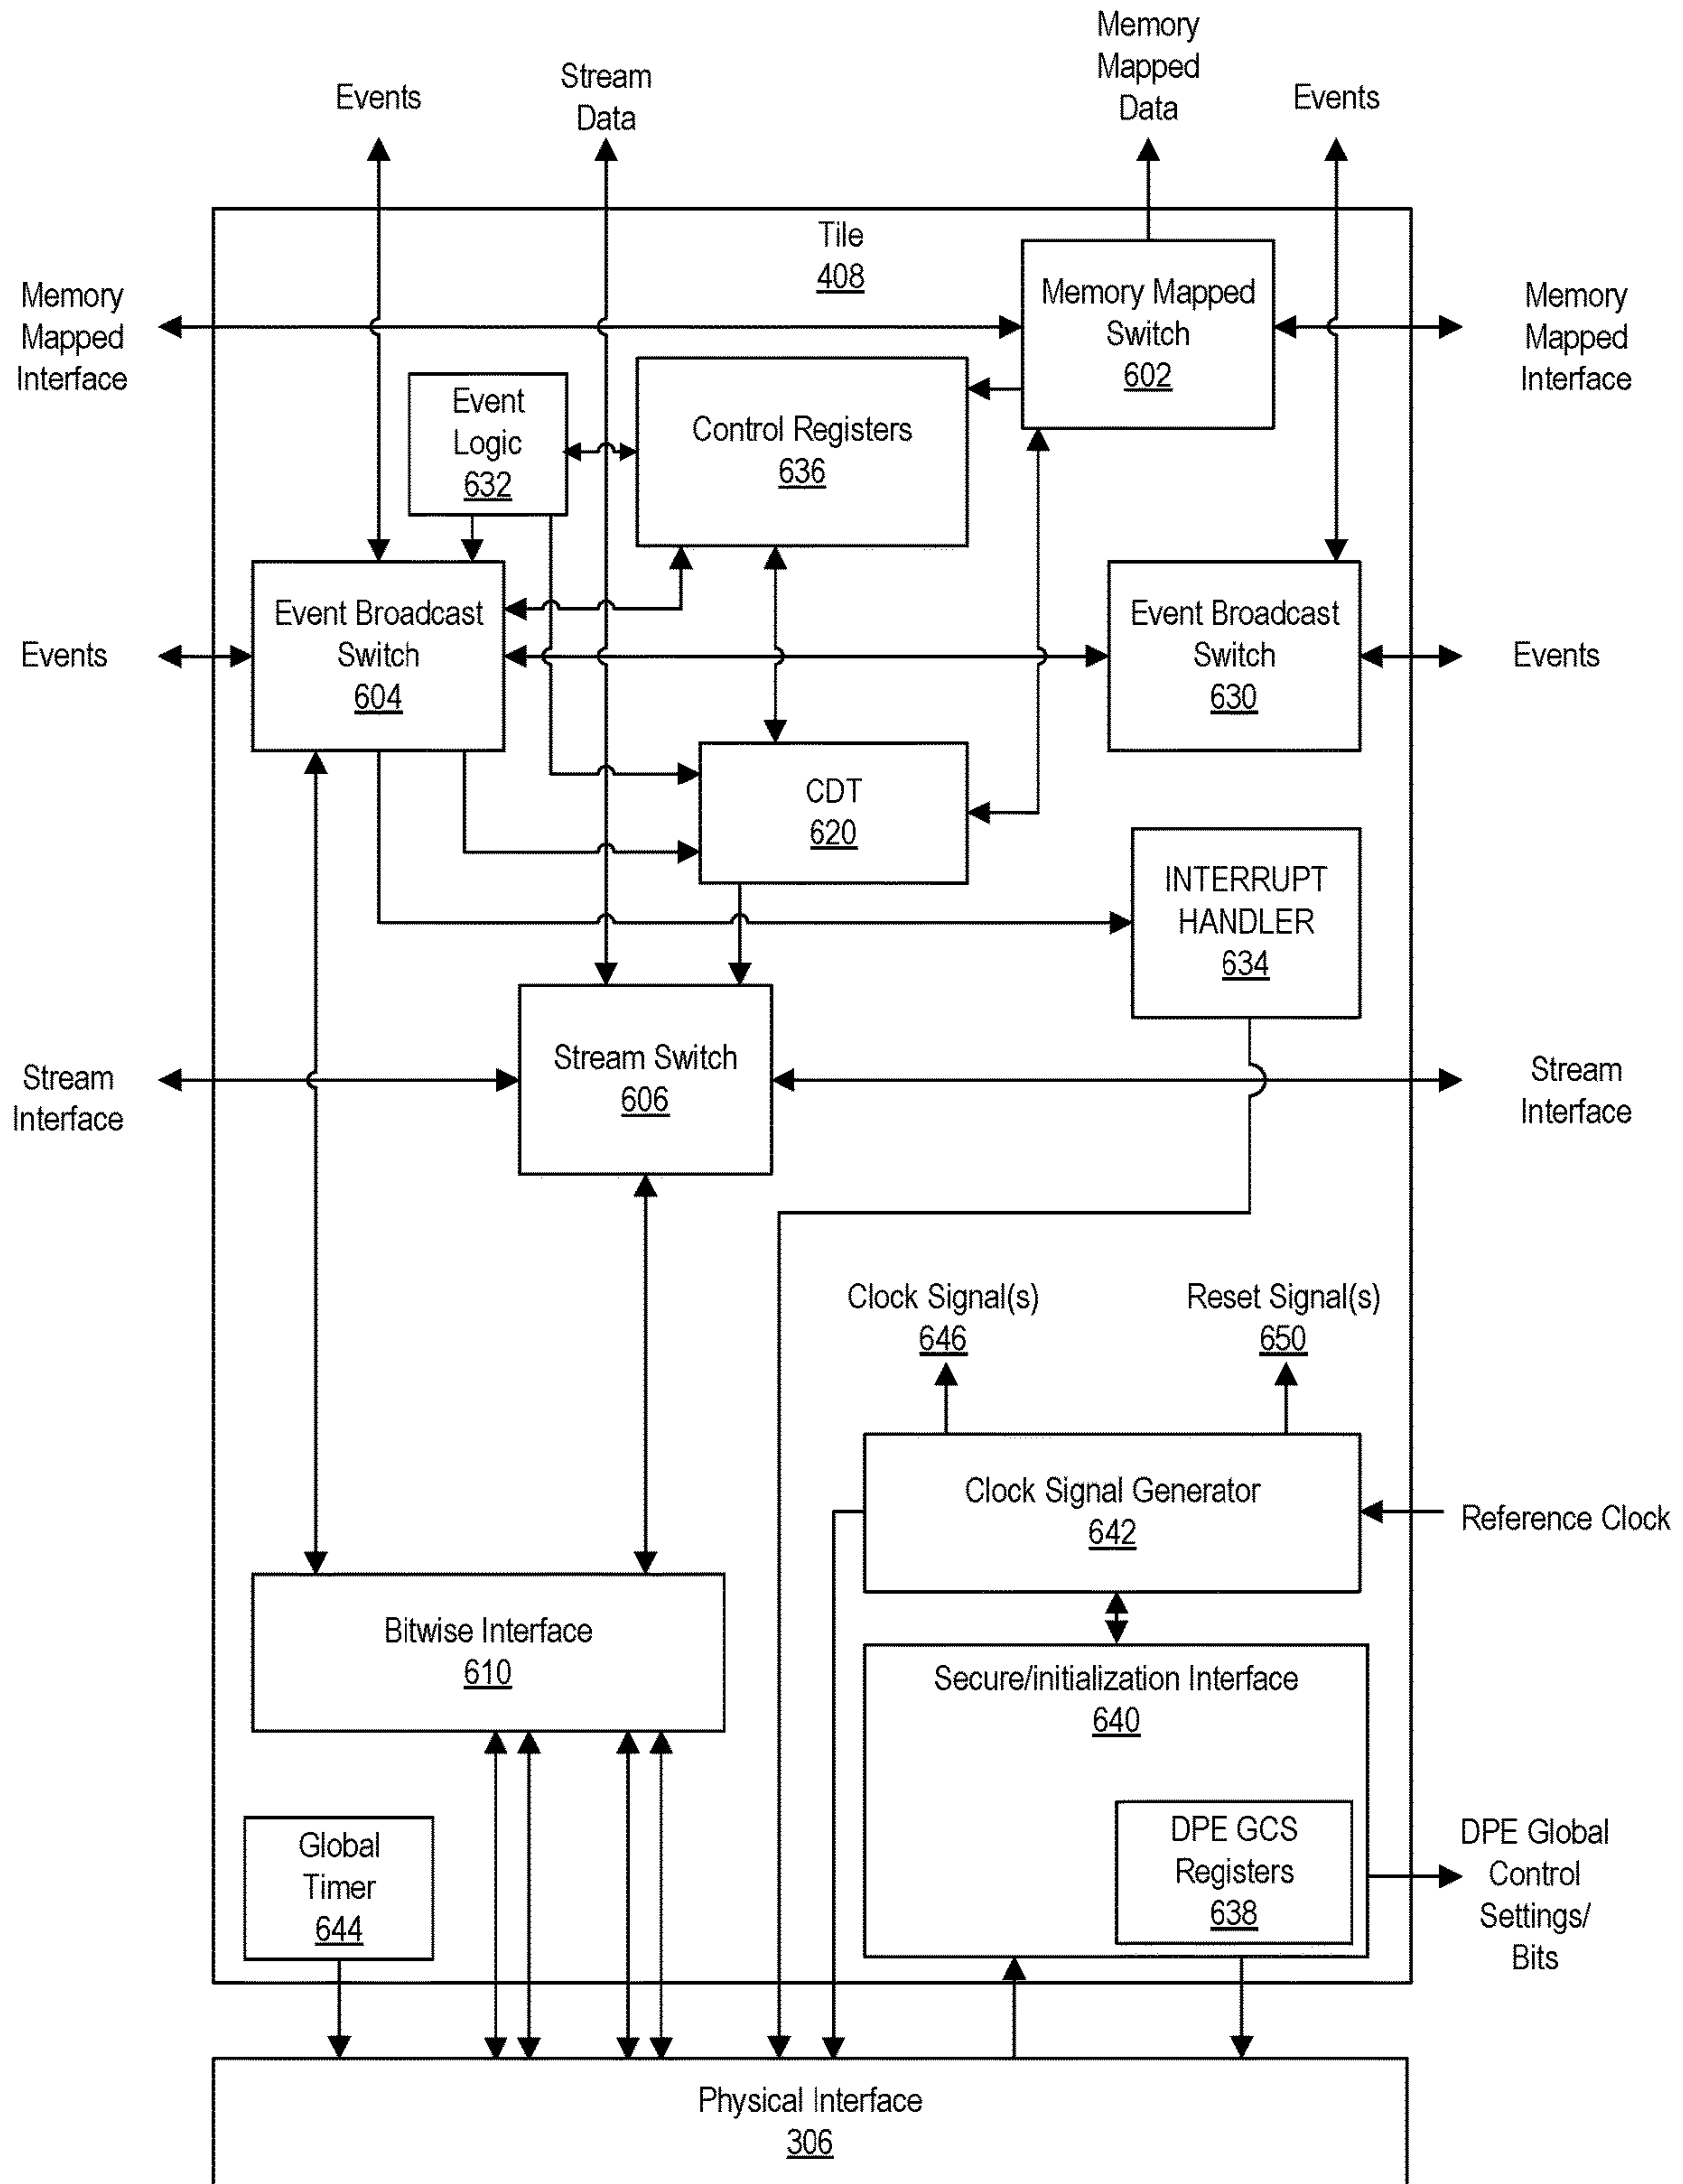 Memory
Mapped
Data
Stream
Data
Events
Events
Tile
408
Memory Mapped
Switch
602
Memory
Mapped
Interface
Memory
Mapped
Interface
Event
Logic
632
Control Registers
636
Event Broadcast
Switch
604
Event Broadcast
Switch
630
Events
Events
CDT
620
INTERRUPT
HANDLER
634
Stream Switch
606
Stream
Interface
Stream
Interface
Clock Signal(s)
646
Reset Signal(s)
650
Clock Signal Generator
642
Reference Clock
Bitwise Interface
610
Secure/initialization Interface
640
DPE GCS
Registers
638
DPE Global
Control
Settings/
Bits
Global
Timer
644
Physical Interface
306